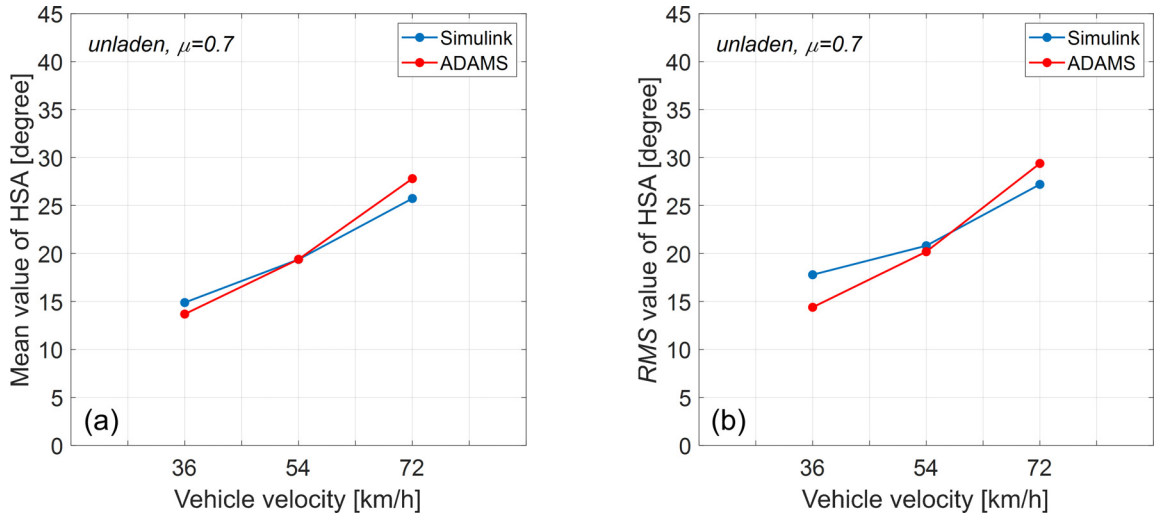 45
40
35
30
25
20
15
10
5
0
Mean value of HSA [degree]
unladen, μ=0.7
Simulink
ADAMS
(a)
36 54 72
Vehicle velocity [km/h]
45
40
35
30
25
20
15
10
5
0
RMS value of HSA [degree]
unladen, μ=0.7
Simulink
ADAMS
(b)
36 54 72
Vehicle velocity [km/h]